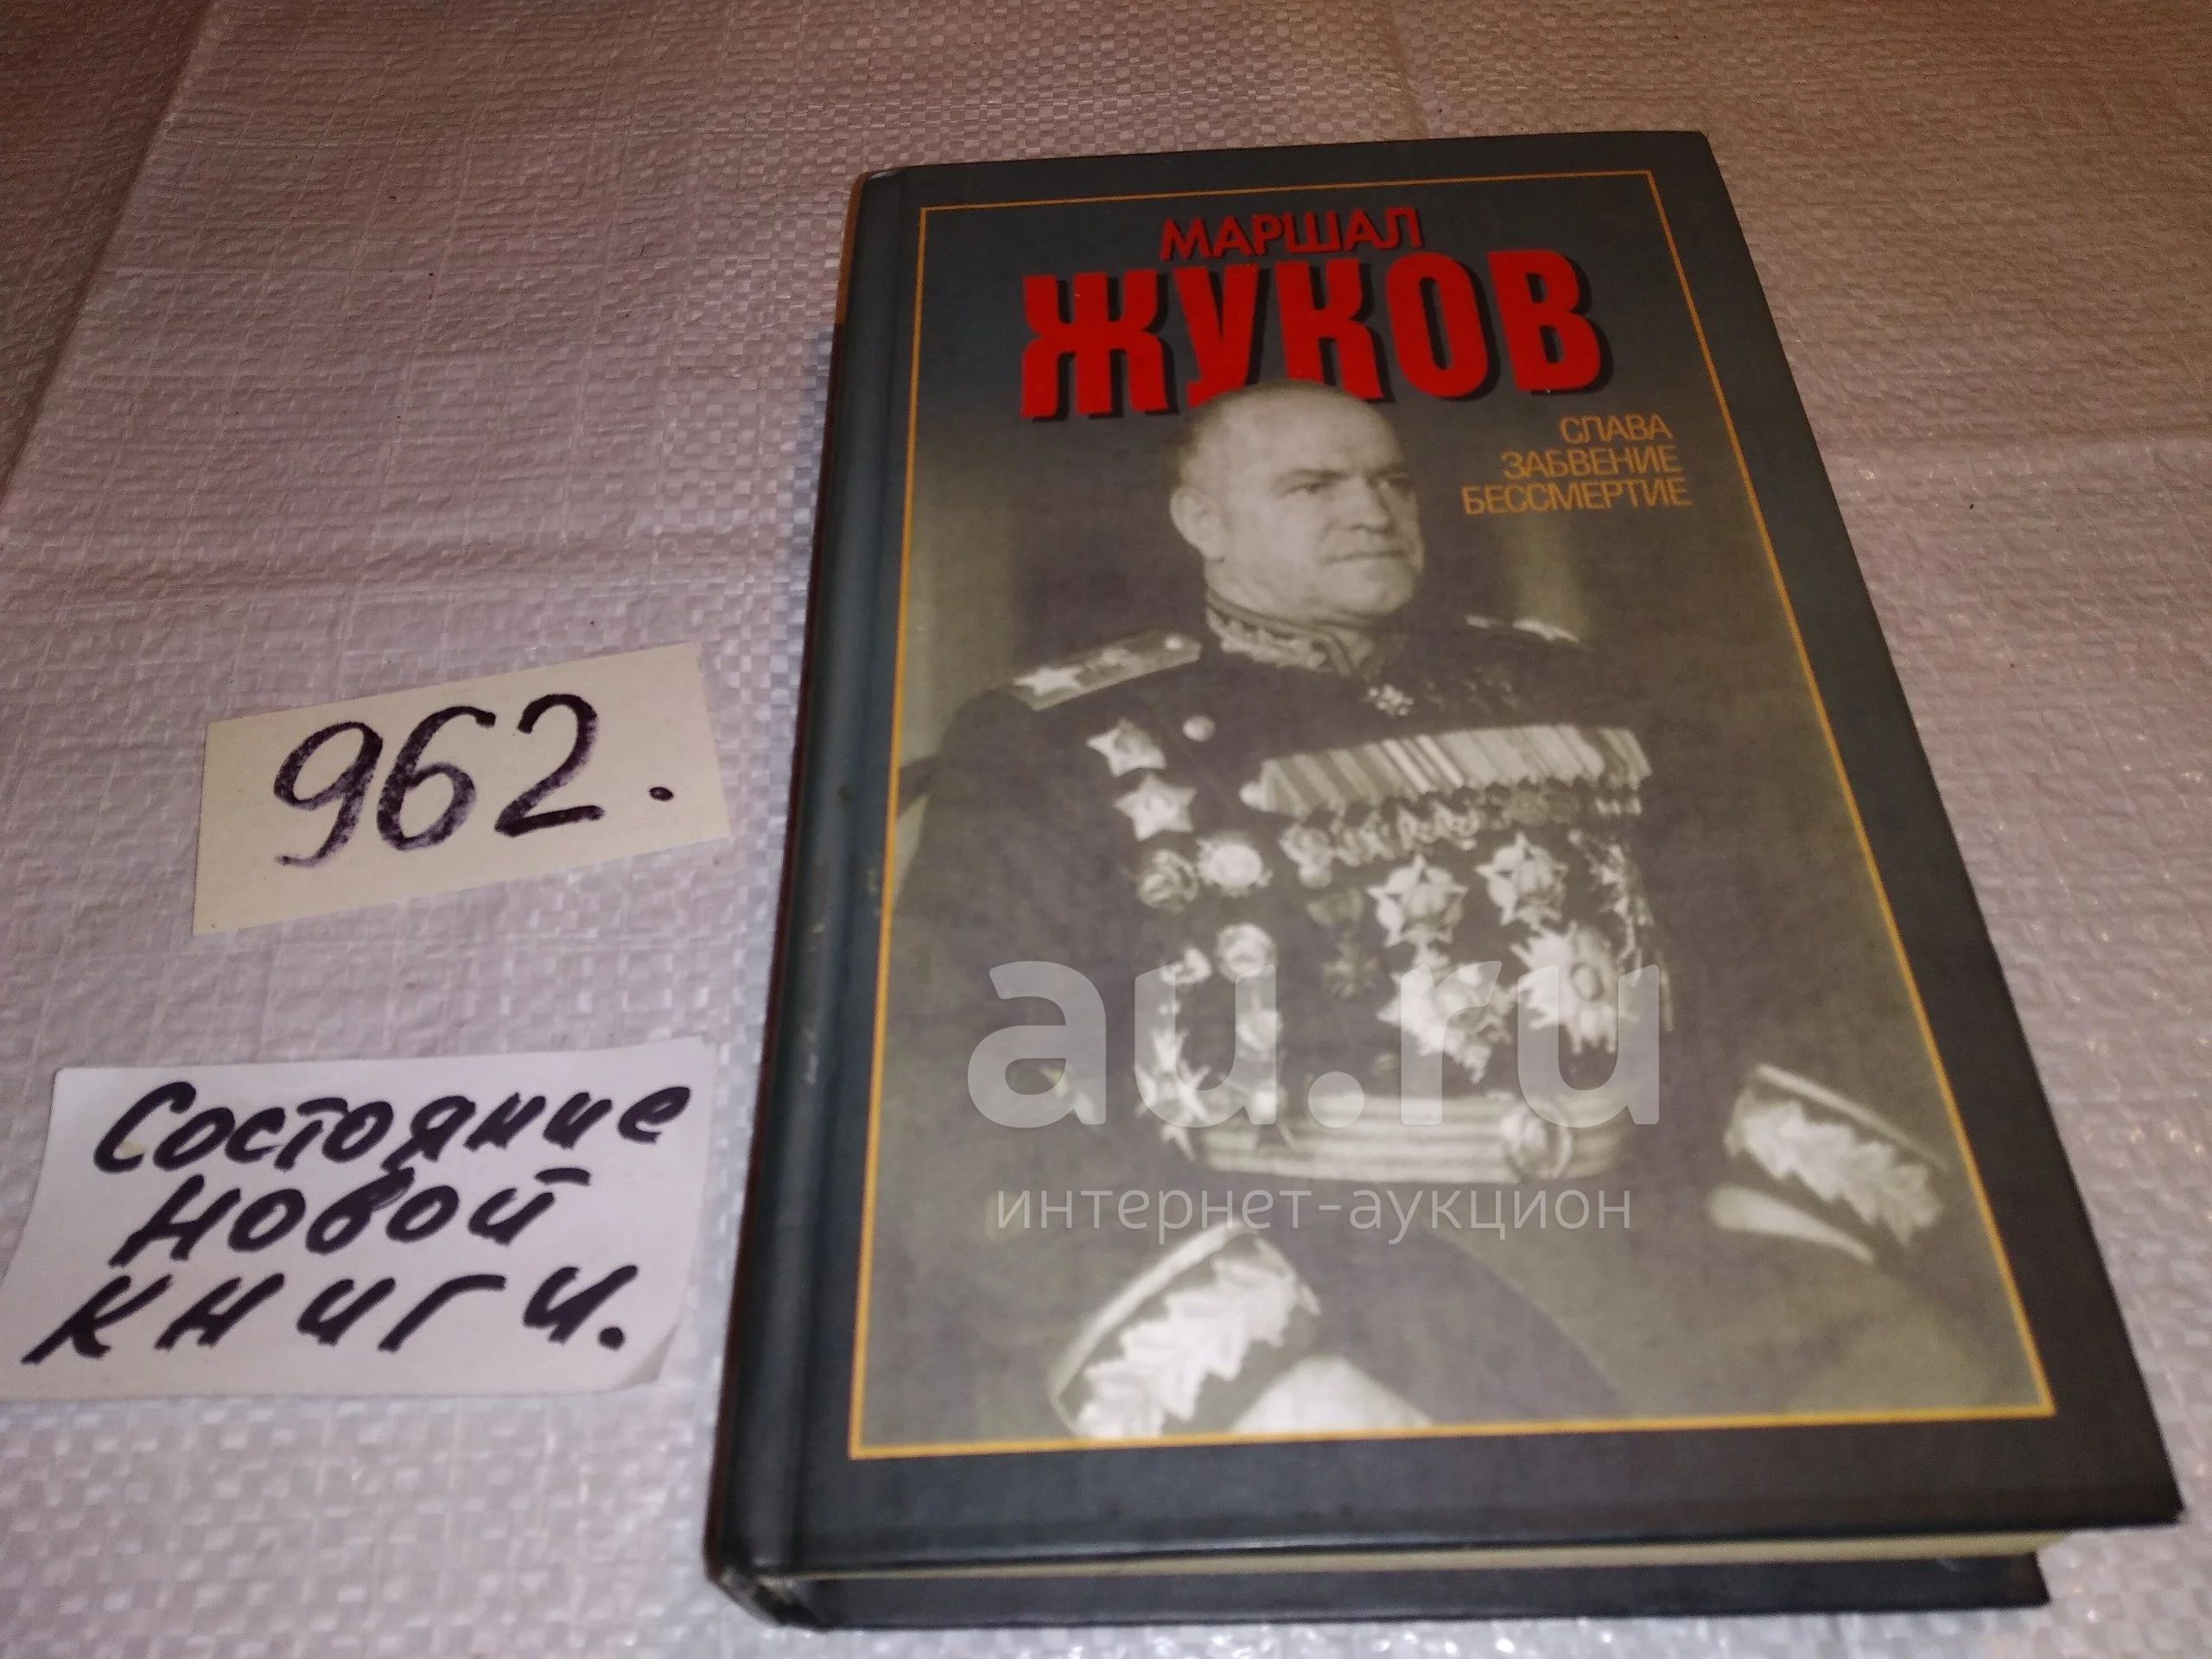 МАРШАЛ
ЖУКОВ
СЛАВА
ЗАБВЕНИЕ
БЕССМЕРТИЕ
962.
Состояние
новой
книги.
au.ru
интернет-аукцион